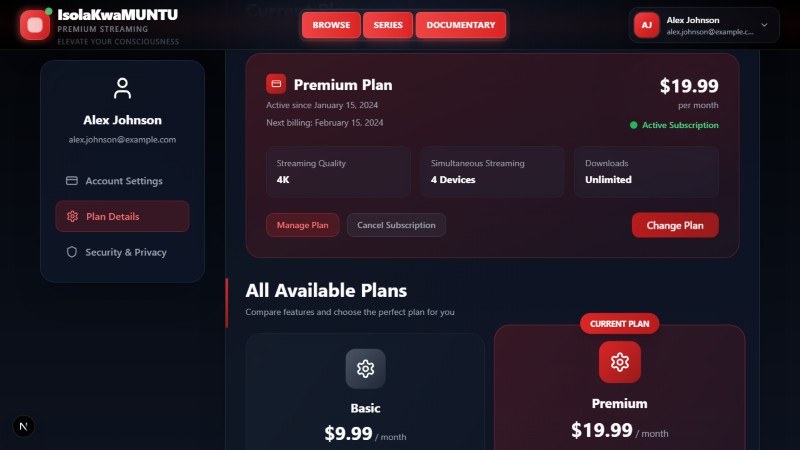 IsolaKwaMUNTU
PREMIUM STREAMING
ELEVATE YOUR CONSCIOUSNESS
BROWSE
SERIES
DOCUMENTARY
AJ
Alex Johnson
alex.johnson@example.c...
Alex Johnson
alex.johnson@example.com
Account Settings
Plan Details
Security & Privacy
Premium Plan
Active since January 15, 2024
Next billing: February 15, 2024
$19.99
per month
Active Subscription
Streaming Quality
4K
Simultaneous Streaming
4 Devices
Downloads
Unlimited
Manage Plan
Cancel Subscription
Change Plan
All Available Plans
Compare features and choose the perfect plan for you
Basic
$9.99 / month
CURRENT PLAN
Premium
$19.99 / month
N